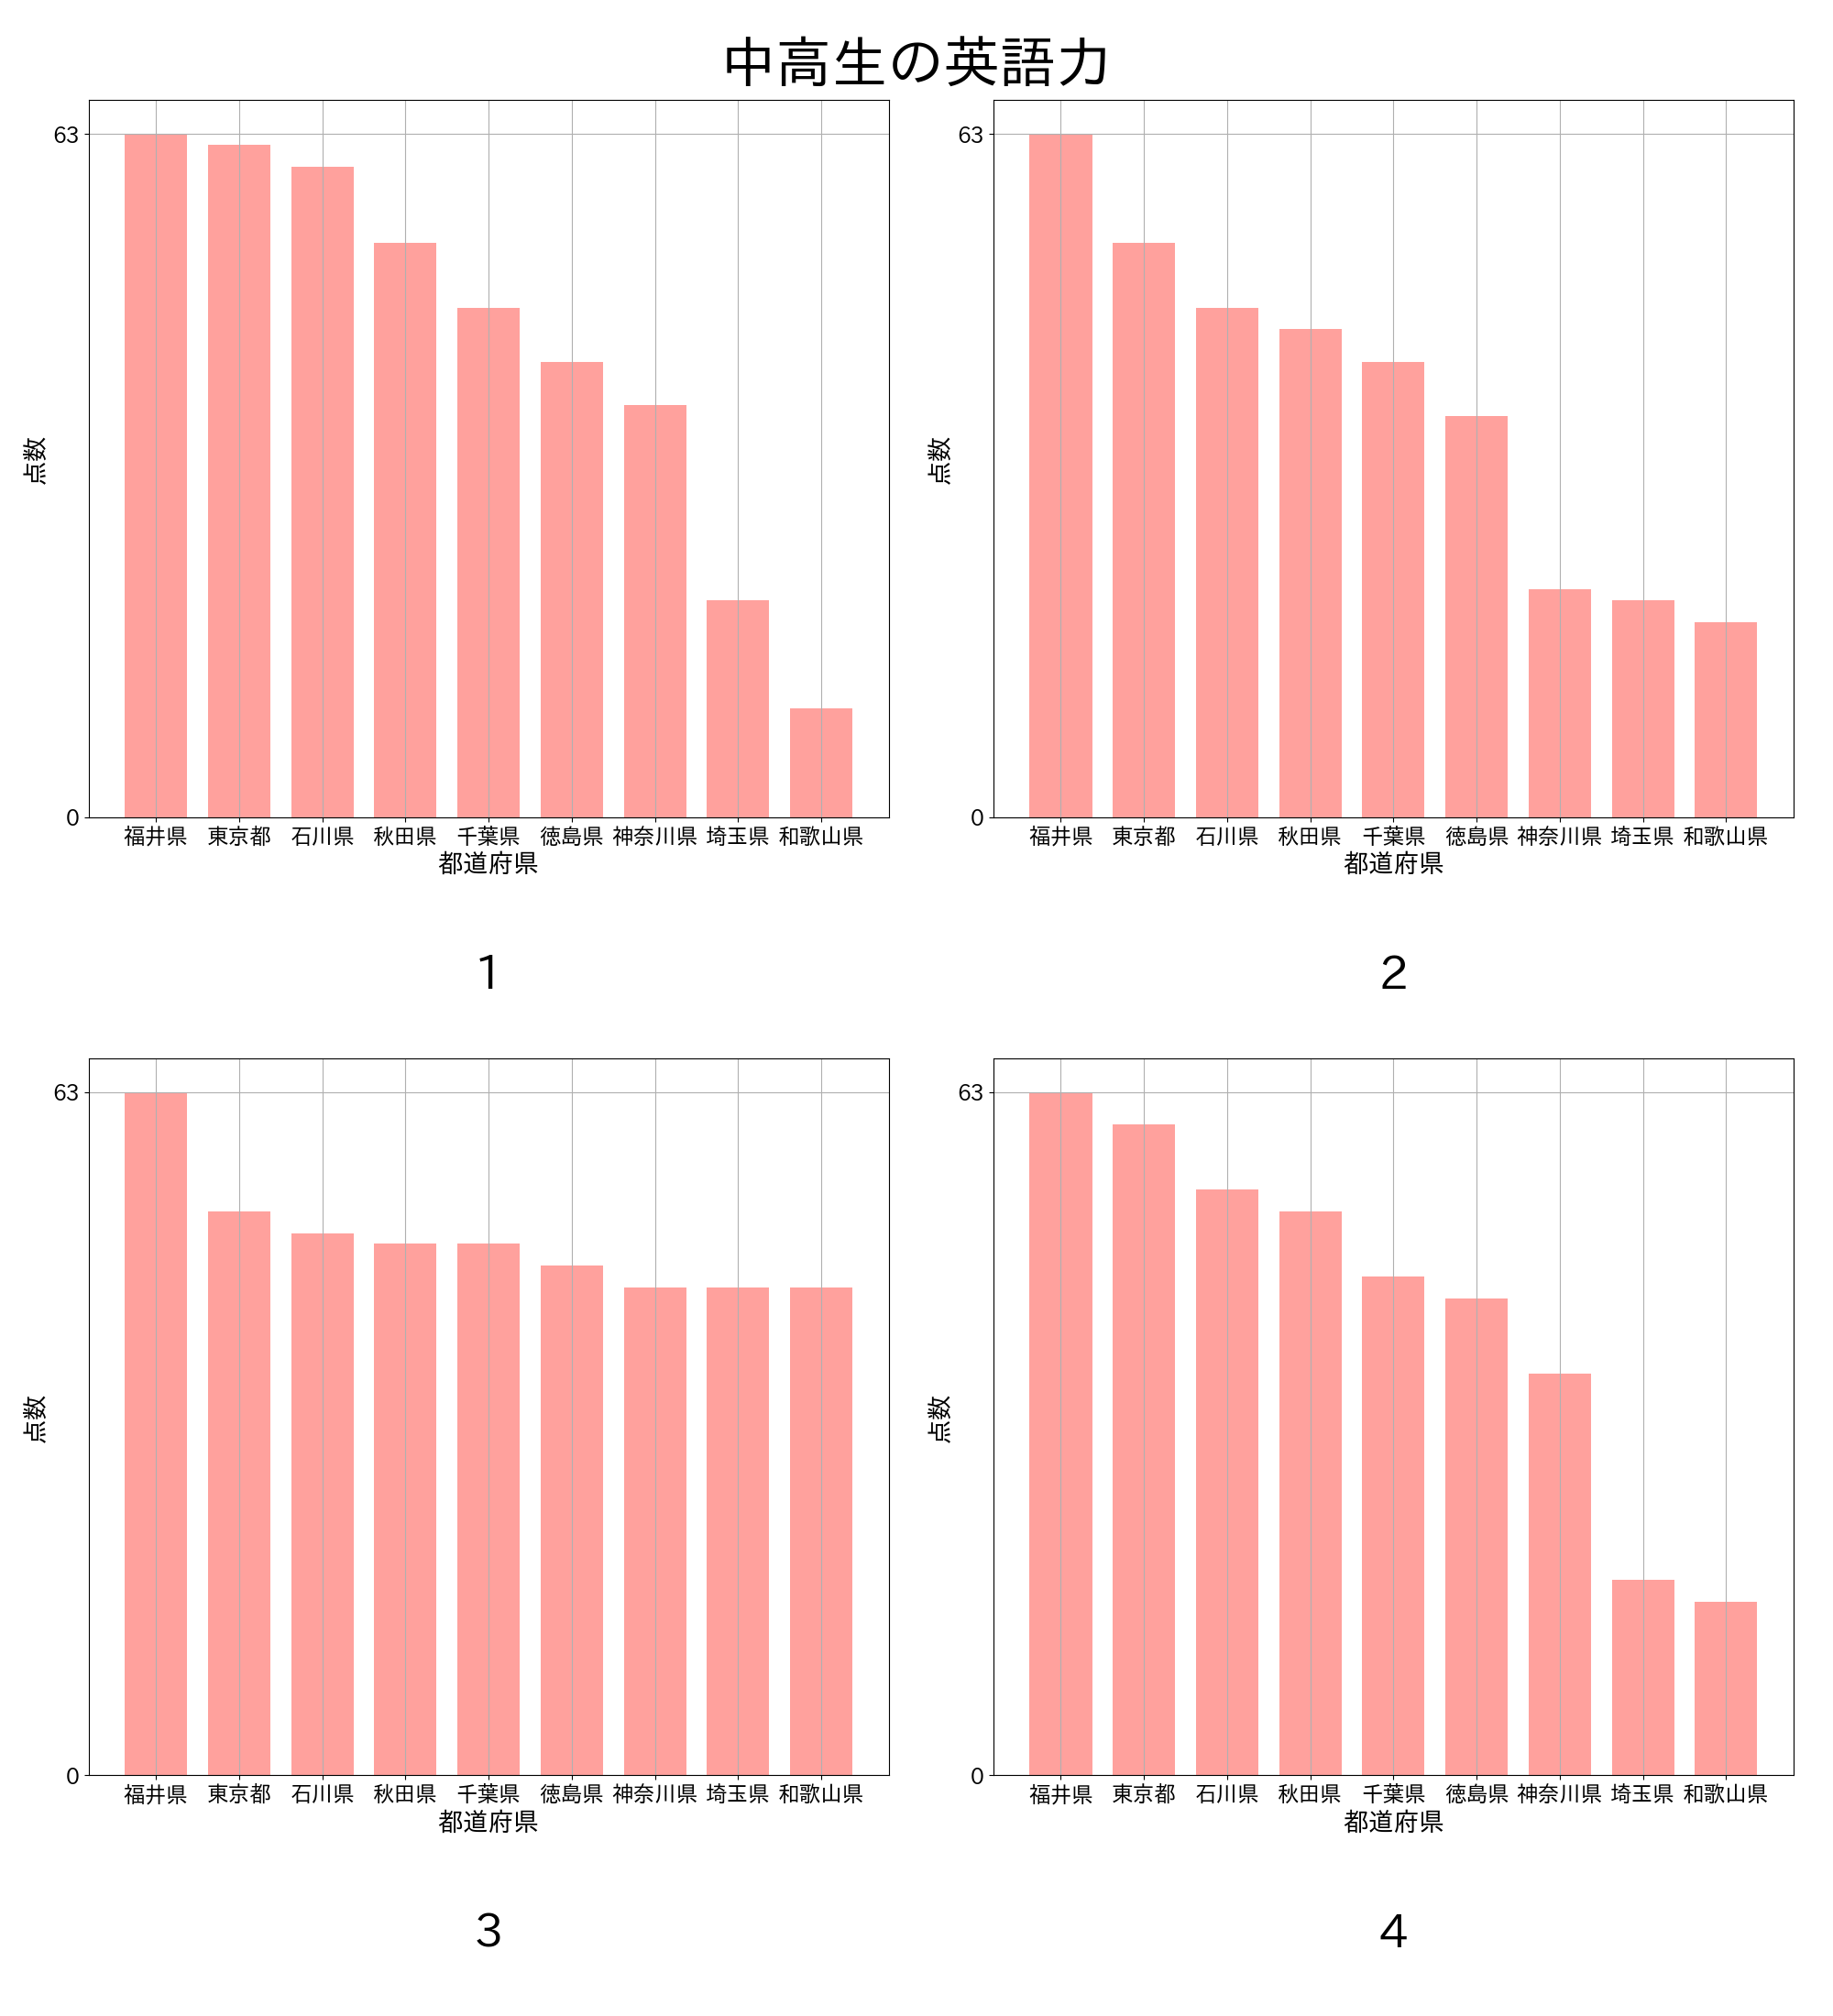 中高生の英語力
63
0
点数
福井県 東京都 石川県 秋田県 千葉県 徳島県 神奈川県 埼玉県 和歌山県
都道府県
1
63
0
点数
福井県 東京都 石川県 秋田県 千葉県 徳島県 神奈川県 埼玉県 和歌山県
都道府県
2
63
0
点数
福井県 東京都 石川県 秋田県 千葉県 徳島県 神奈川県 埼玉県 和歌山県
都道府県
3
63
0
点数
福井県 東京都 石川県 秋田県 千葉県 徳島県 神奈川県 埼玉県 和歌山県
都道府県
4